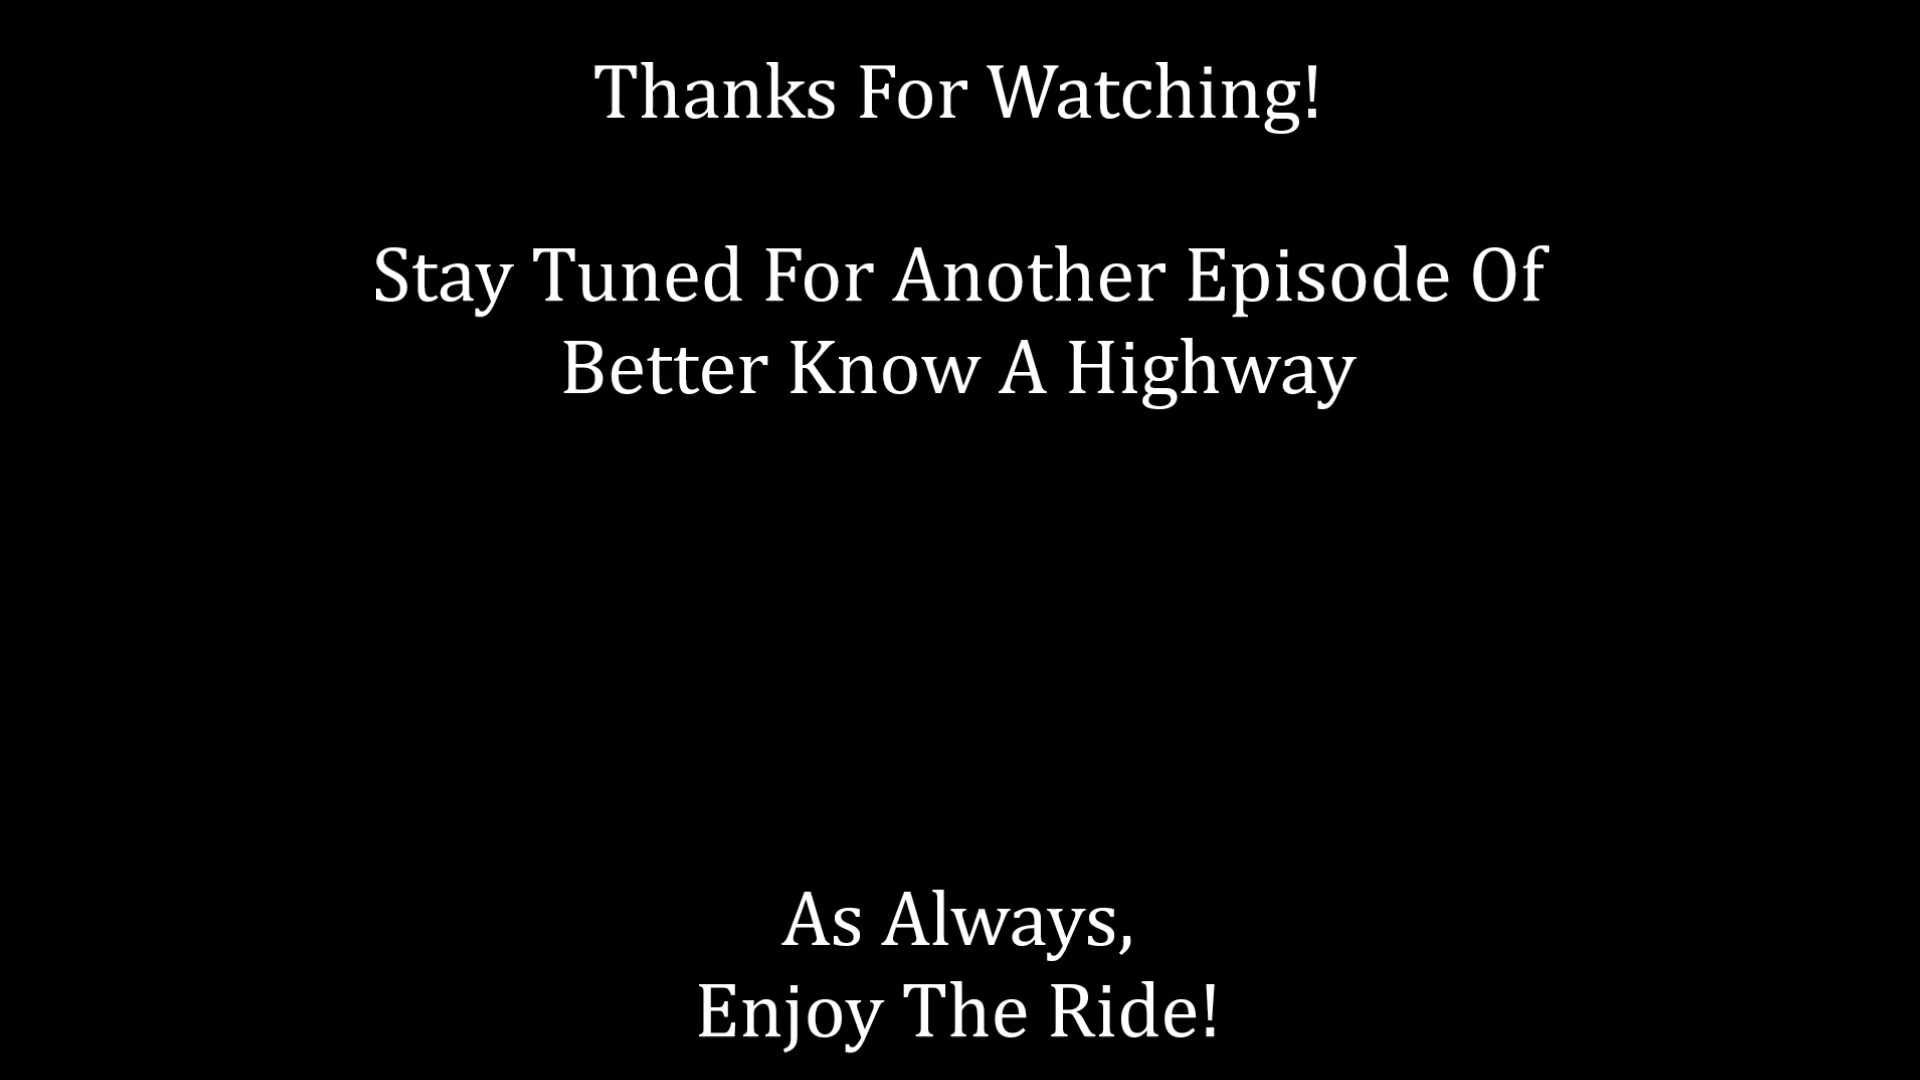 Thanks For Watching!
Stay Tuned For Another Episode Of
Better Know A Highway
As Always,
Enjoy The Ride!